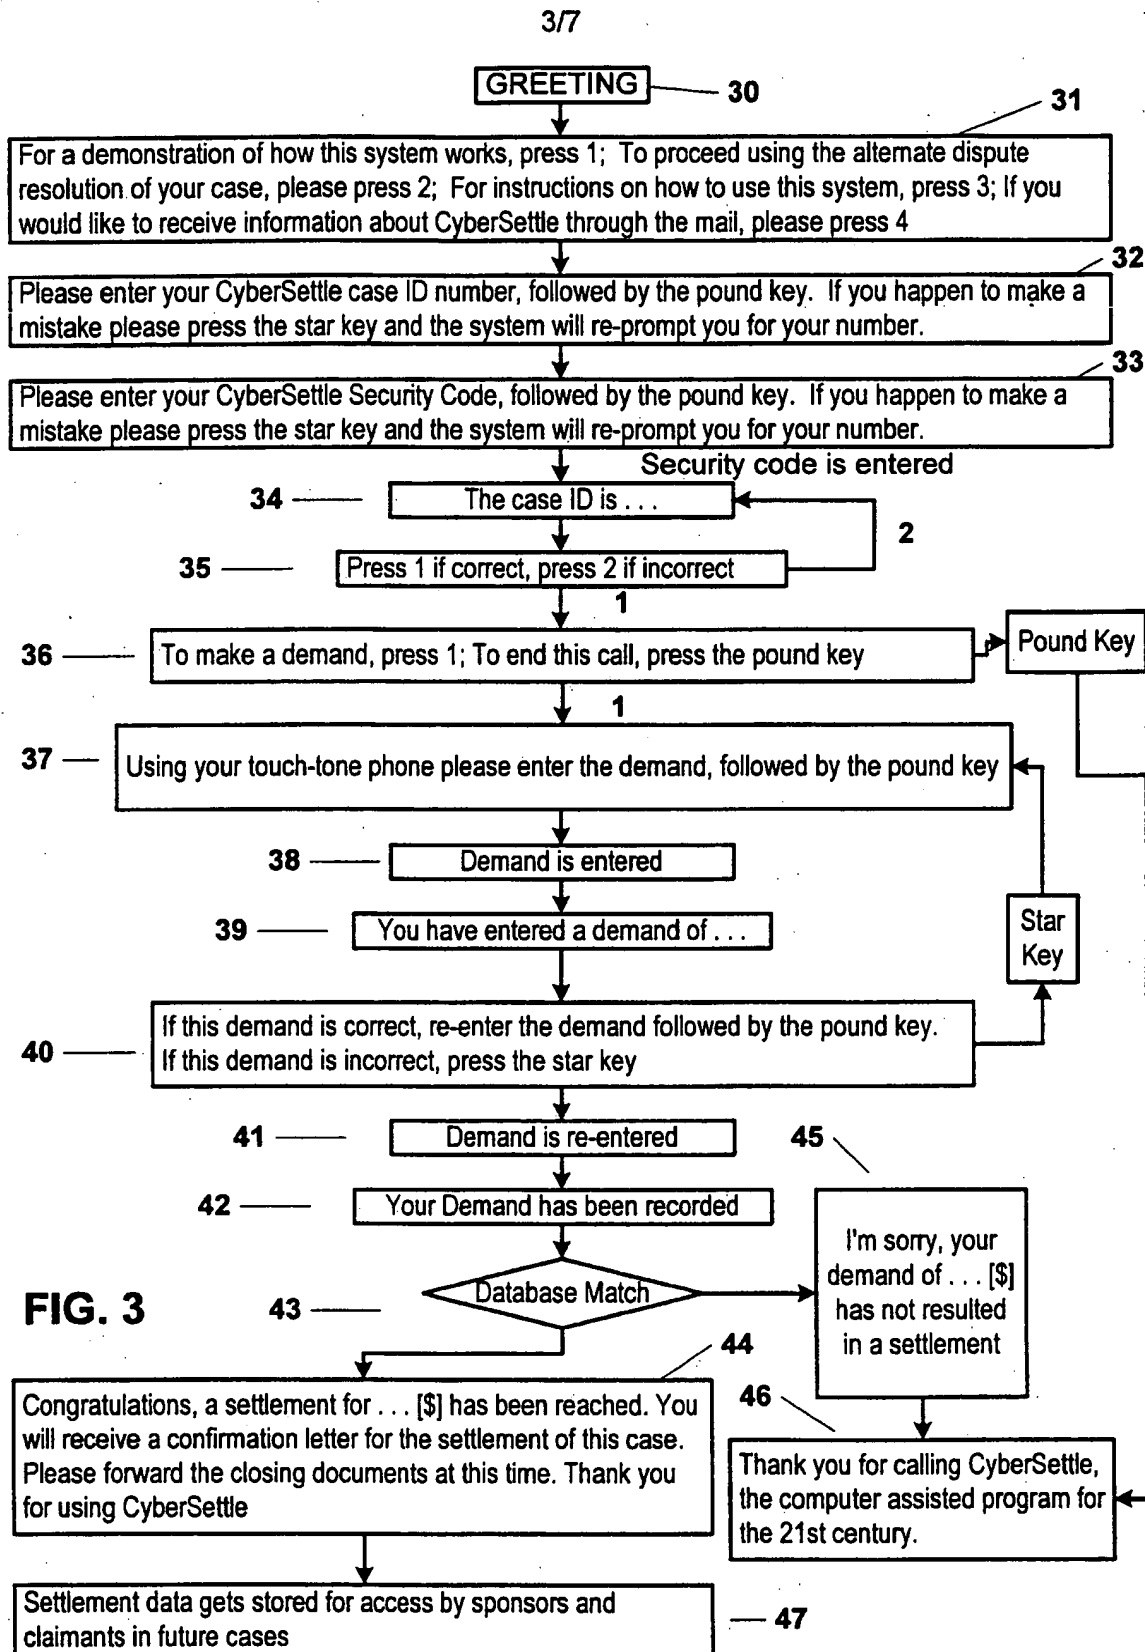 3/7
GREETING
30
31
For a demonstration of how this system works, press 1; To proceed using the alternate dispute
resolution of your case, please press 2; For instructions on how to use this system, press 3; If you
would like to receive information about CyberSettle through the mail, please press 4
32
Please enter your CyberSettle case ID number, followed by the pound key. If you happen to make a
mistake please press the star key and the system will re-prompt you for your number.
33
Please enter your CyberSettle Security Code, followed by the pound key. If you happen to make a
mistake please press the star key and the system will re-prompt you for your number.
Security code is entered
34
The case ID is . . .
2
35
Press 1 if correct, press 2 if incorrect
1
36
To make a demand, press 1; To end this call, press the pound key
Pound Key
1
37
Using your touch-tone phone please enter the demand, followed by the pound key
38
Demand is entered
39
You have entered a demand of . . .
Star
Key
40
If this demand is correct, re-enter the demand followed by the pound key.
If this demand is incorrect, press the star key
41
Demand is re-entered
45
42
Your Demand has been recorded
I'm sorry, your
demand of . . . [$]
has not resulted
in a settlement
FIG. 3
43
Database Match
44
Congratulations, a settlement for . . . [$] has been reached. You
will receive a confirmation letter for the settlement of this case.
Please forward the closing documents at this time. Thank you
for using CyberSettle
46
Thank you for calling CyberSettle,
the computer assisted program for
the 21st century.
Settlement data gets stored for access by sponsors and
claimants in future cases
47